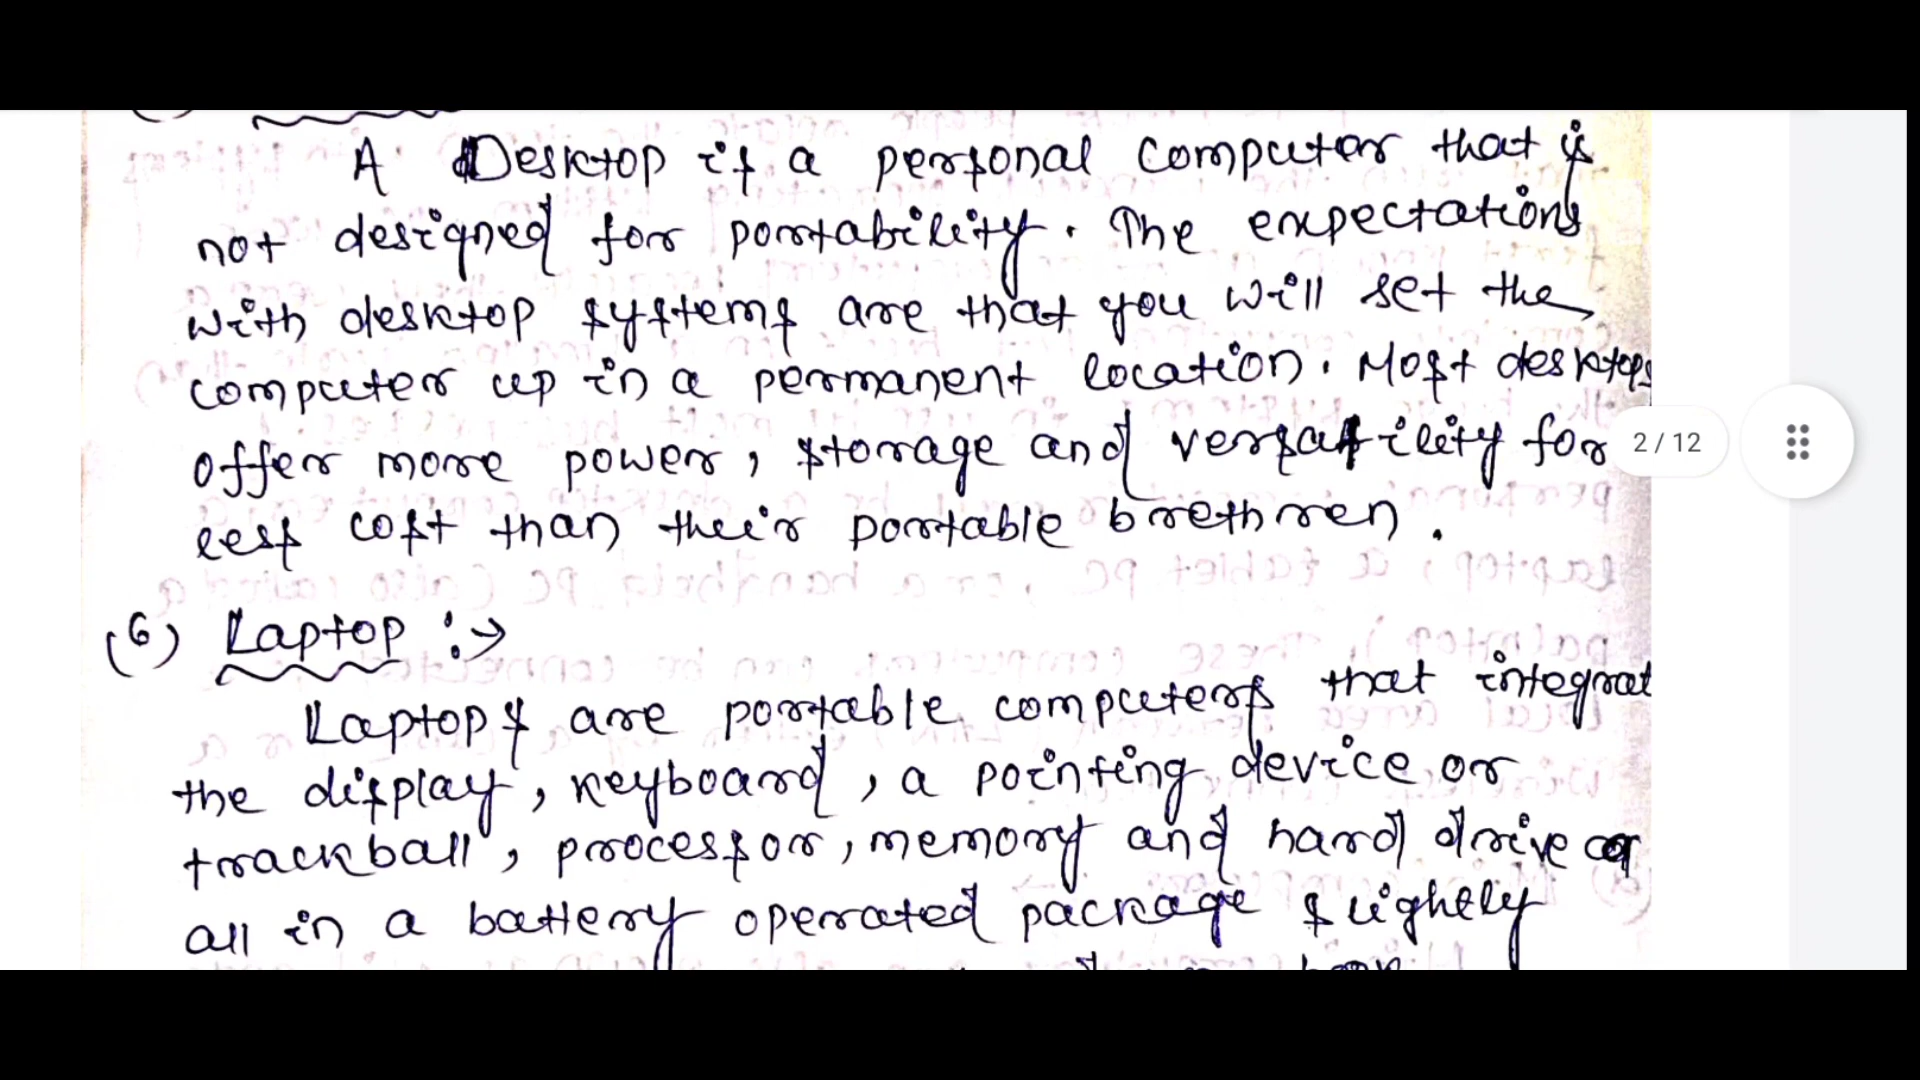 A Desktop is a personal computer that is
not designed for portability. The expectations
with desktop systems are that you will set the
computer up in a permanent location. Most desktops
offer more power, storage and versatility for
less cost than their portable brethren.
2/12
(6) Laptop :→
Laptops are portable computers that integrat
the display, keyboard, a pointing device or
trackball, processor, memory and hard drive
all in a battery operated package slightly